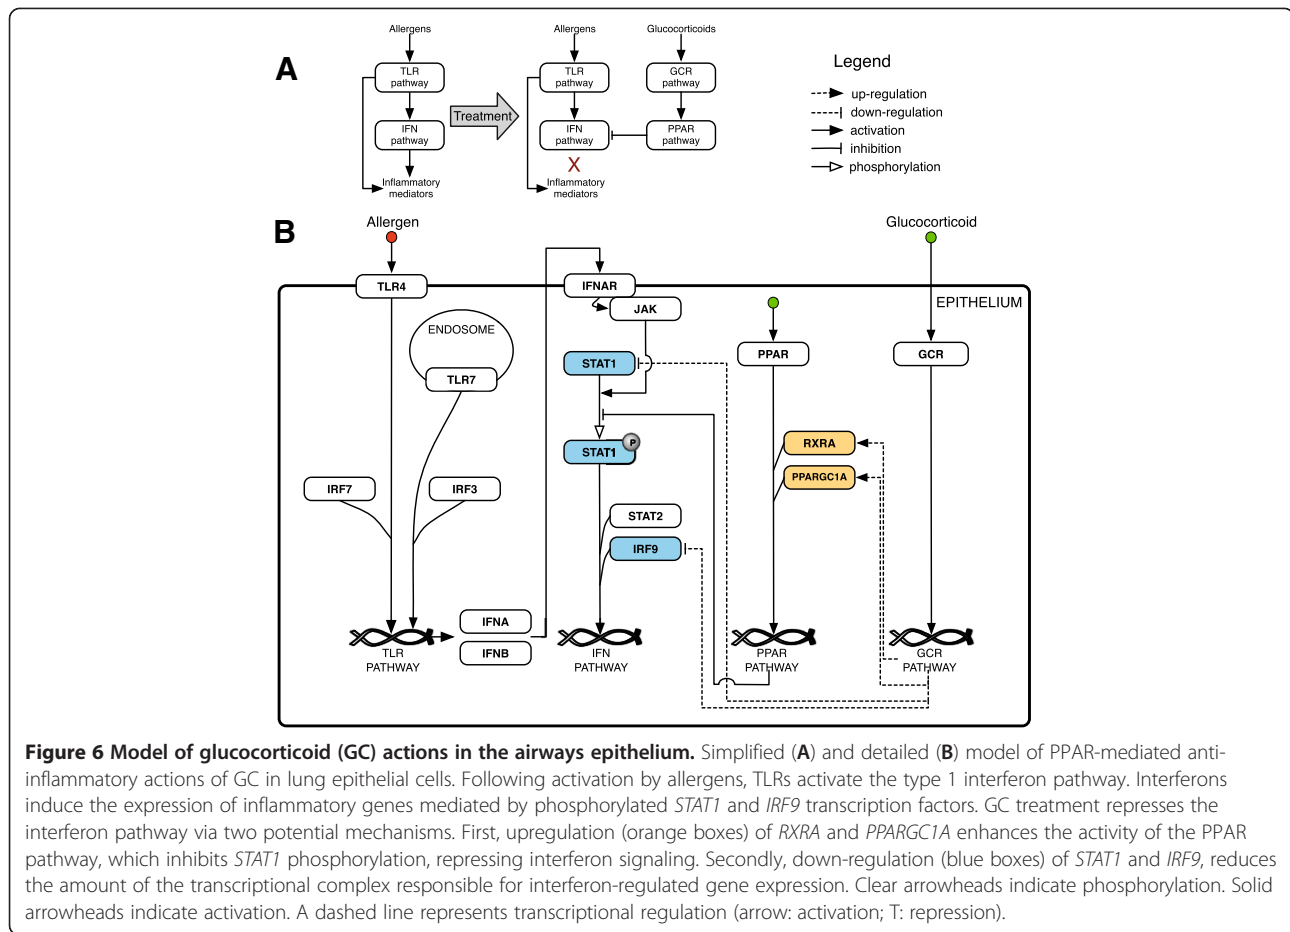 A
Allergens
TLR
pathway
IFN
pathway
Inflammatory
mediators
Treatment
Allergens
TLR
pathway
IFN
pathway
X
Inflammatory
mediators
Glucocorticoids
GCR
pathway
PPAR
pathway
Legend
up-regulation
down-regulation
activation
inhibition
phosphorylation
B
Allergen
Glucocorticoid
EPITHELIUM
TLR4
IFNAR
JAK
ENDOSOME
TLR7
STAT1
PPAR
GCR
STAT1
P
RXRA
PPARGC1A
IRF7
IRF3
STAT2
IRF9
IFNA
IFNB
TLR
PATHWAY
IFN
PATHWAY
PPAR
PATHWAY
GCR
PATHWAY
Figure 6 Model of glucocorticoid (GC) actions in the airways epithelium. Simplified (A) and detailed (B) model of PPAR-mediated anti-
inflammatory actions of GC in lung epithelial cells. Following activation by allergens, TLRs activate the type 1 interferon pathway. Interferons
induce the expression of inflammatory genes mediated by phosphorylated STAT1 and IRF9 transcription factors. GC treatment represses the
interferon pathway via two potential mechanisms. First, upregulation (orange boxes) of RXRA and PPARGC1A enhances the activity of the PPAR
pathway, which inhibits STAT1 phosphorylation, repressing interferon signaling. Secondly, down-regulation (blue boxes) of STAT1 and IRF9, reduces
the amount of the transcriptional complex responsible for interferon-regulated gene expression. Clear arrowheads indicate phosphorylation. Solid
arrowheads indicate activation. A dashed line represents transcriptional regulation (arrow: activation; T: repression).